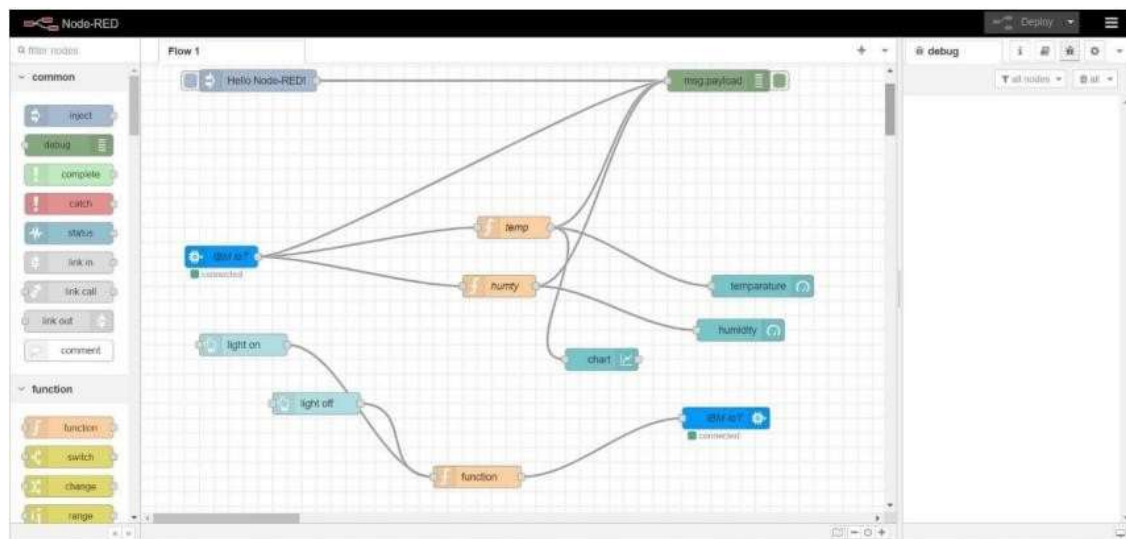 Node-RED
Deploy
filter nodes
Flow 1
debug
i
common
all nodes
all
Hello Node-RED!
msg.payload
inject
debug
complete
catch
temp
status
IBM IoT
link in
connected
humty
temparature
link call
link out
humidity
light on
comment
chart
function
light off
IBM IoT
function
connected
switch
function
change
range